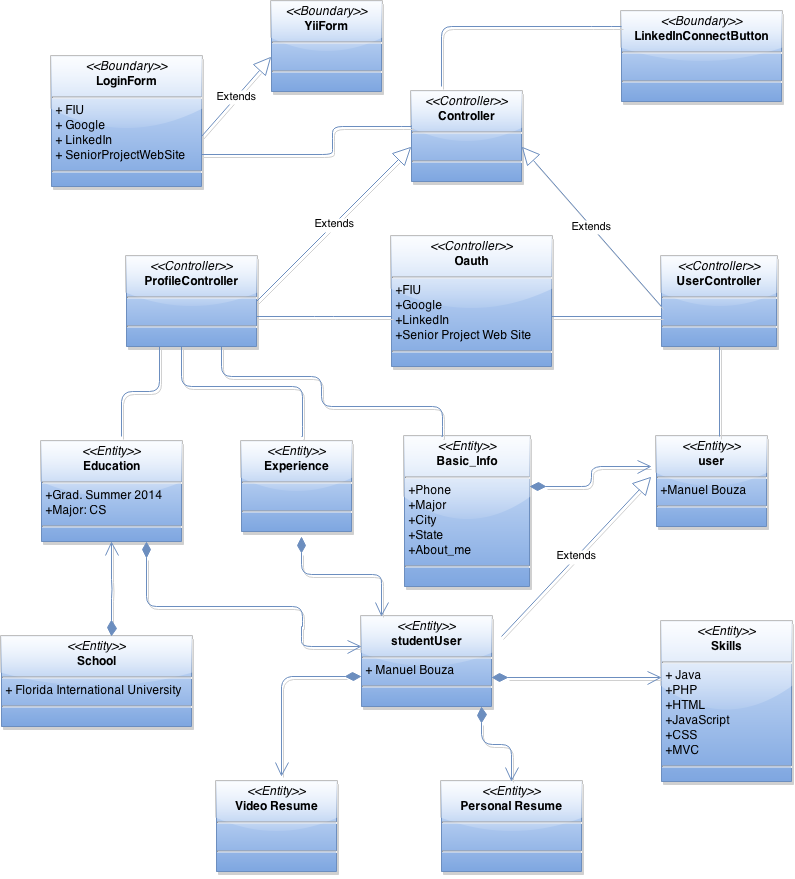 <<Boundary>>
YiiForm
<<Boundary>>
LinkedInConnectButton
<<Boundary>>
LoginForm
+ FIU
+ Google
+ LinkedIn
+ SeniorProjectWebSite
Extends
<<Controller>>
Controller
Extends
Extends
<<Controller>>
ProfileController
<<Controller>>
Oauth
+FIU
+Google
+LinkedIn
+Senior Project Web Site
<<Controller>>
UserController
<<Entity>>
Education
+Grad. Summer 2014
+Major: CS
<<Entity>>
Experience
<<Entity>>
Basic_Info
+Phone
+Major
+City
+State
+About_me
<<Entity>>
user
+Manuel Bouza
Extends
<<Entity>>
School
+ Florida International University
<<Entity>>
studentUser
+ Manuel Bouza
<<Entity>>
Skills
+ Java
+PHP
+HTML
+JavaScript
+CSS
+MVC
<<Entity>>
Video Resume
<<Entity>>
Personal Resume